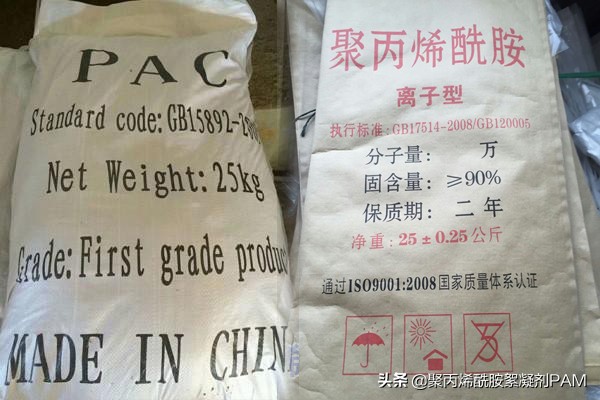 PAC
Standard code: GB15892-20
Net Weight: 25kg
Grade: First grade produc
MADE IN CHIN
聚丙烯酰胺
离子型
执行标准:GB17514-2008/GB120005
分子量: 万
固含量: ≥90%
保质期: 二年
净重: 25±0.25公斤
通过ISO9001:2008国家质量体系认证
头条 @聚丙烯酰胺絮凝剂PAM